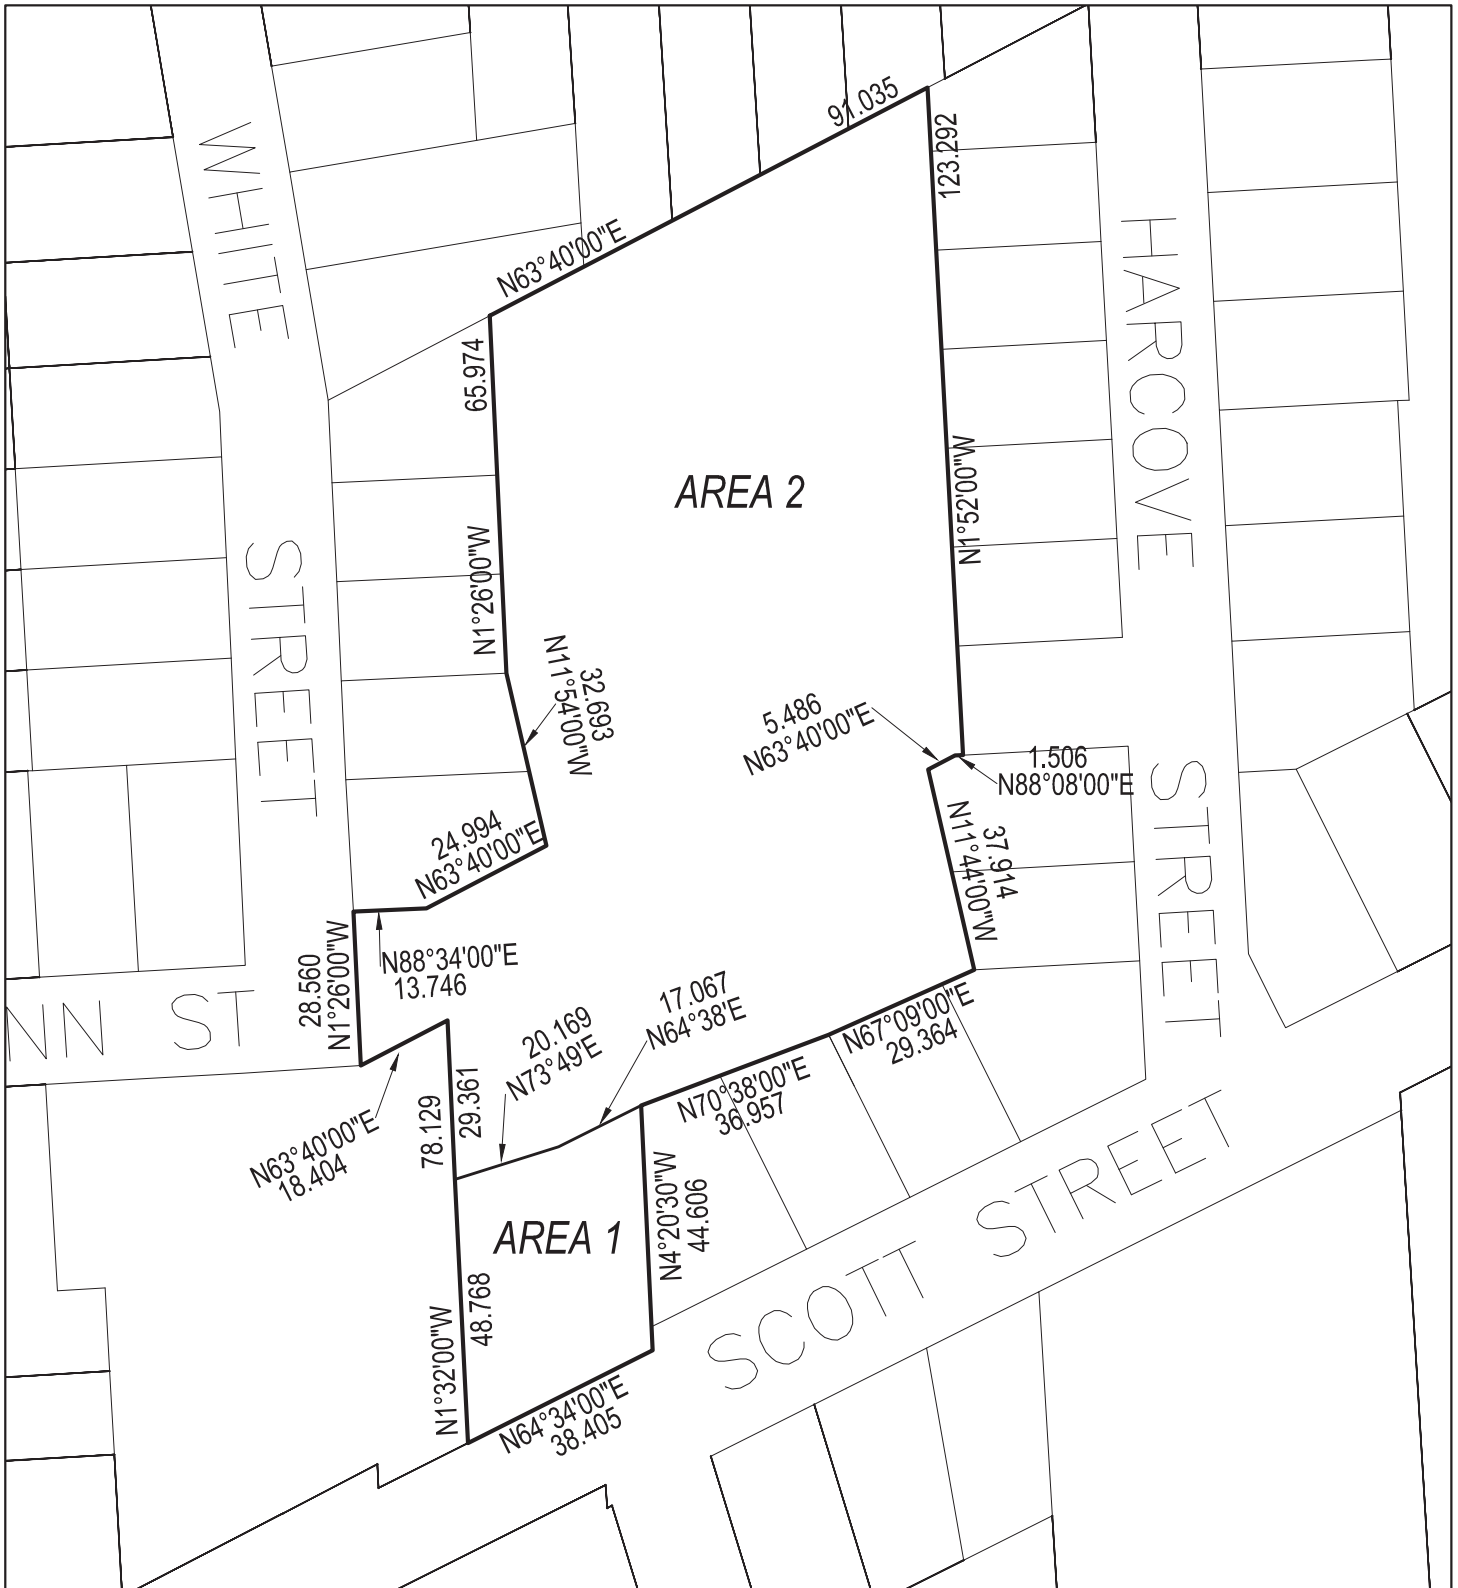 91.035
123.292
WHITE
N63°40'00"E
HARCOVE
65.974
AREA 2
N1°52'00"W
N1°26'00"W
STREET
32.693
N11°54'00"W
5.486
N63°40'00"E
1.506
N88°08'00"E
STREET
24.994
N63°40'00"E
37.914
N11°44'00"W
28.560
N1°26'00"W
N88°34'00"E
13.746
NN ST
20.169
N73°49'E
17.067
N64°38'E
N67°09'00"E
29.364
N70°38'00"E
36.957
78.129
29.361
N63°40'00"E
18.404
AREA 1
N4°20'30"W
44.606
SCOTT STREET
48.768
N1°32'00"W
N64°34'00"E
38.405